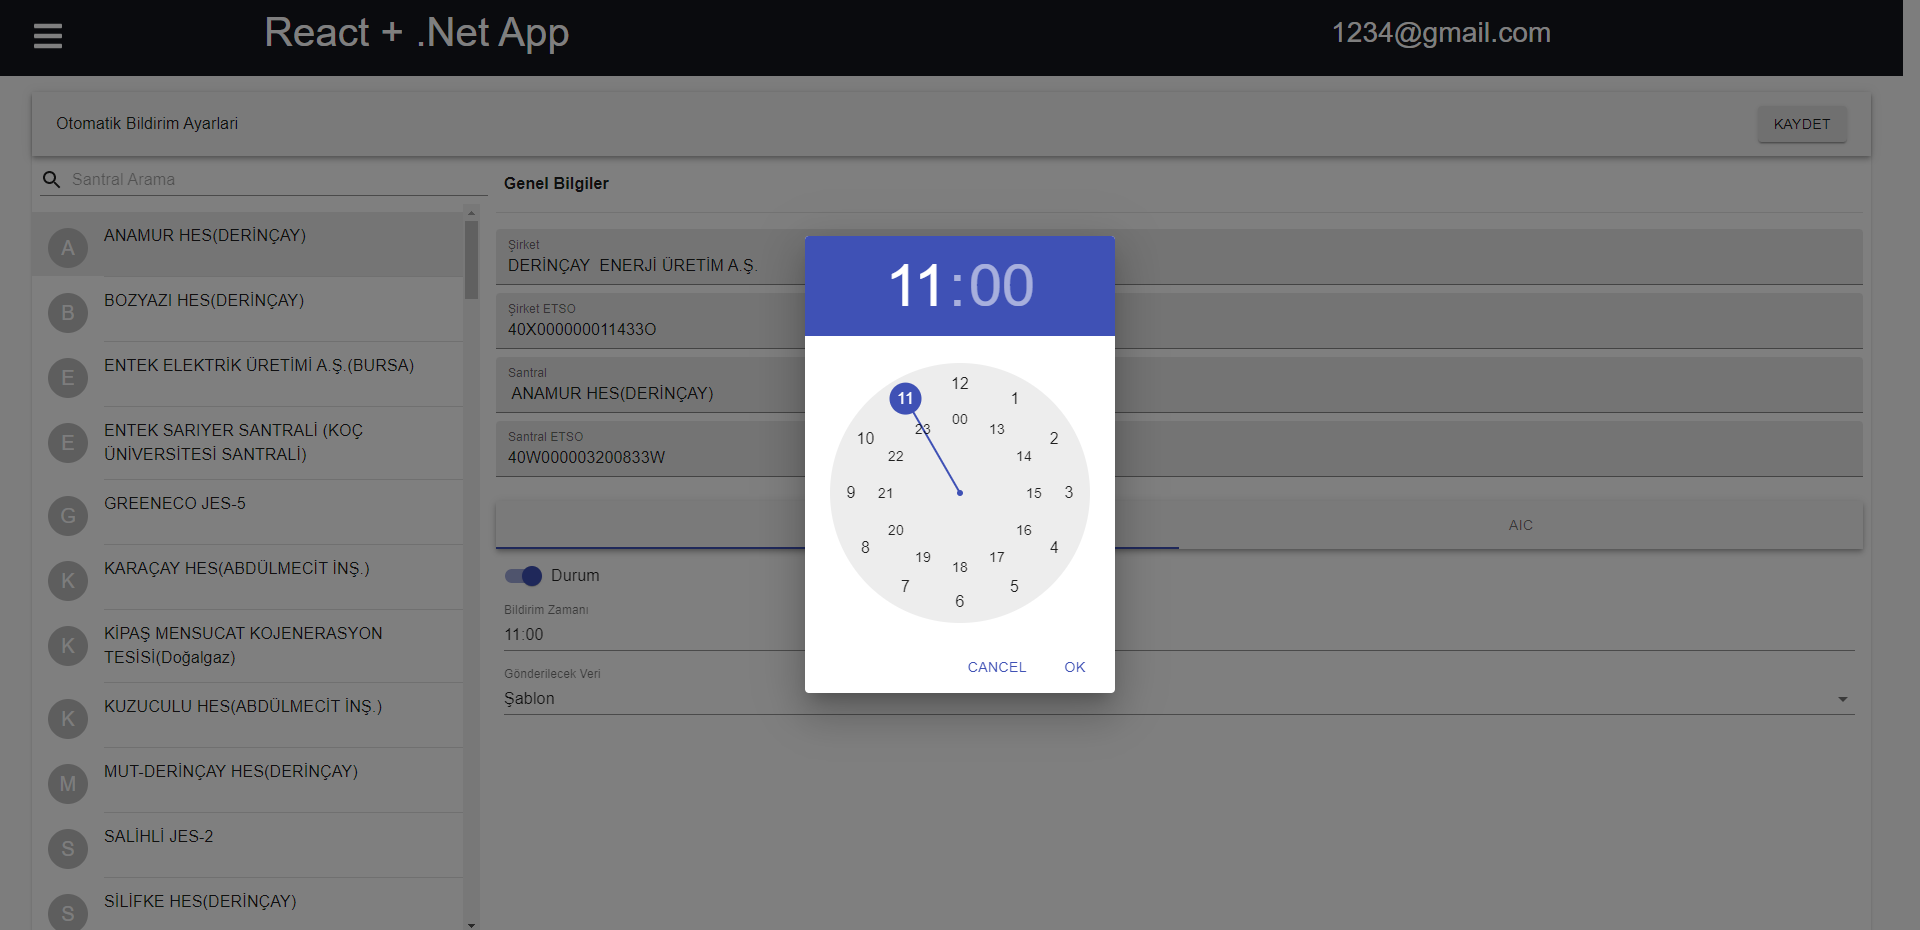 React + .Net App
1234@gmail.com
Otomatik Bildirim Ayarlari
KAYDET
Santral Arama
A
ANAMUR HES(DERİNÇAY)
B
BOZYAZI HES(DERİNÇAY)
E
ENTEK ELEKTRİK ÜRETİMİ A.Ş.(BURSA)
E
ENTEK SARIYER SANTRALİ (KOÇ
ÜNİVERSİTESİ SANTRALİ)
G
GREENECO JES-5
K
KARAÇAY HES(ABDÜLMECİT İNŞ.)
K
KİPAŞ MENSUCAT KOJENERASYON
TESİSİ(Doğalgaz)
K
KUZUCULU HES(ABDÜLMECİT İNŞ.)
M
MUT-DERİNÇAY HES(DERİNÇAY)
S
SALİHLİ JES-2
S
SİLİFKE HES(DERİNÇAY)
Genel Bilgiler
Şirket
DERİNÇAY  ENERJİ ÜRETİM A.Ş.
Şirket ETSO
40X000000011433O
Santral
ANAMUR HES(DERİNÇAY)
Santral ETSO
40W000003200833W
AIC
Durum
Bildirim Zamanı
11:00
Gönderilecek Veri
Şablon
11:00
12
1
2
3
4
5
6
7
8
9
10
11
00
13
14
15
16
17
18
19
20
21
22
23
CANCEL
OK